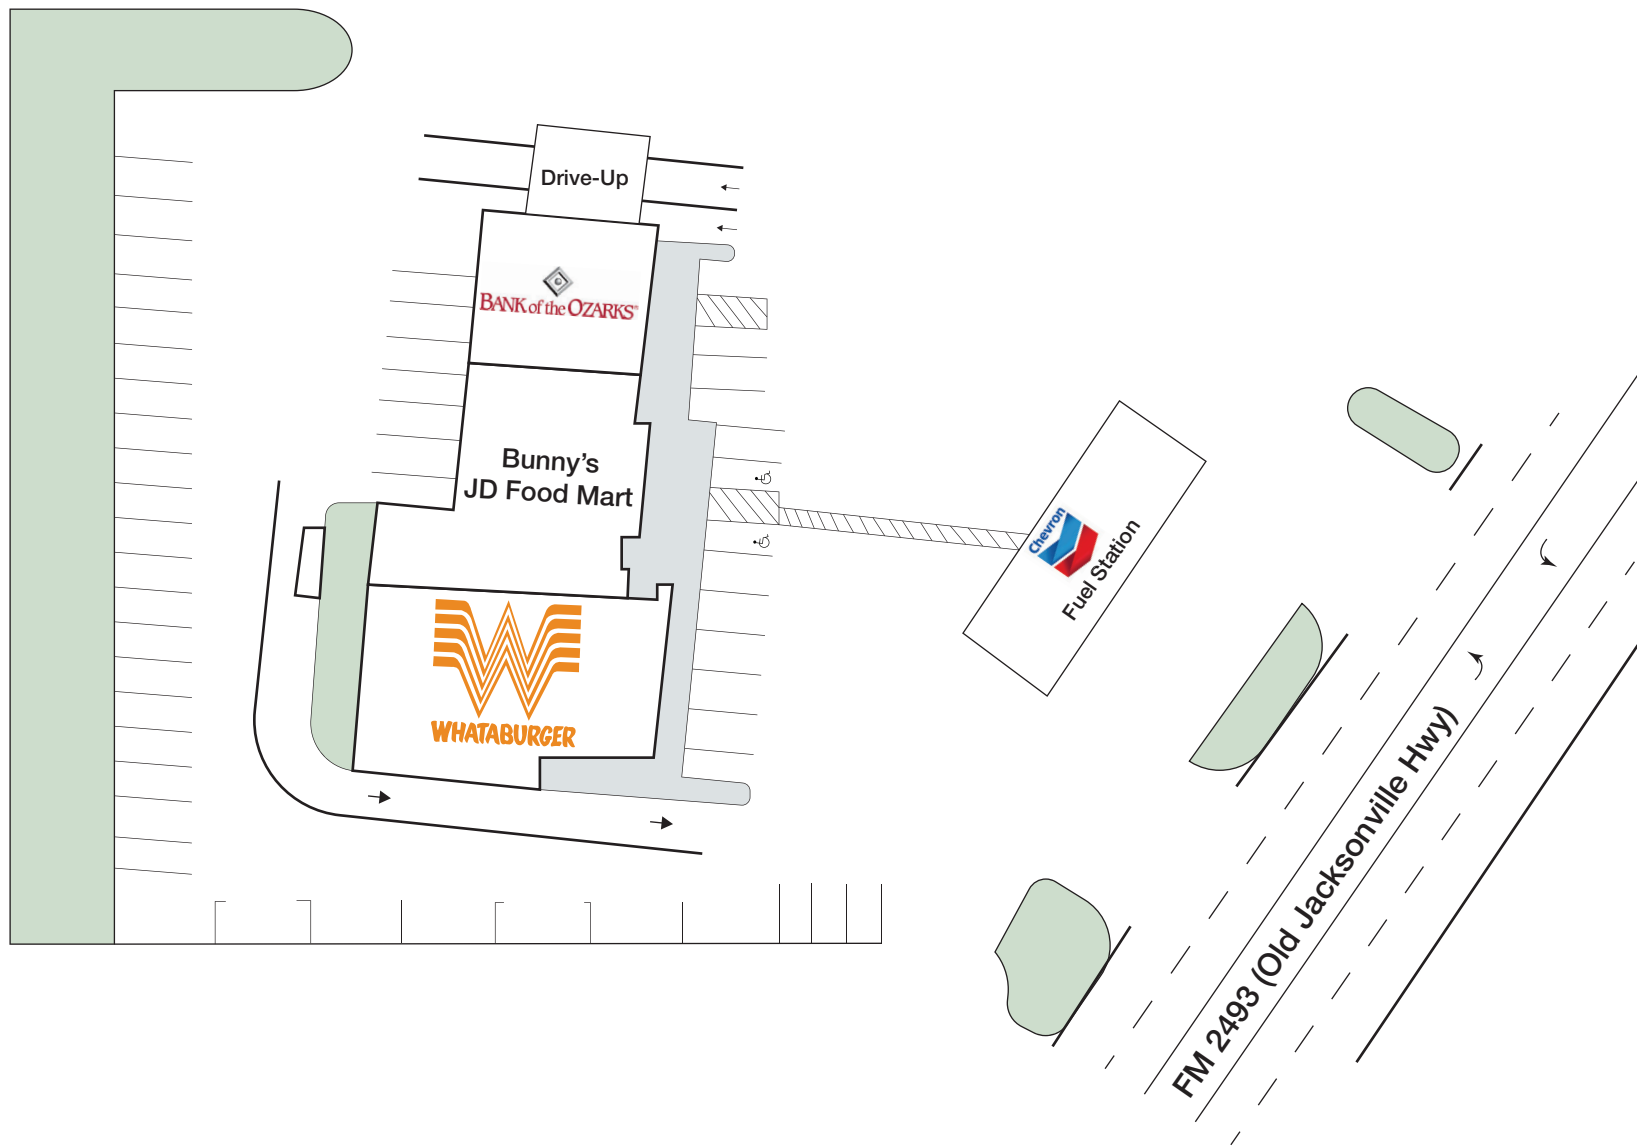 Drive-Up
BANK of the OZARKS
Bunny's
JD Food Mart
WHATABURGER
Chevron
Fuel Station
FM 2493 (Old Jacksonville Hwy)